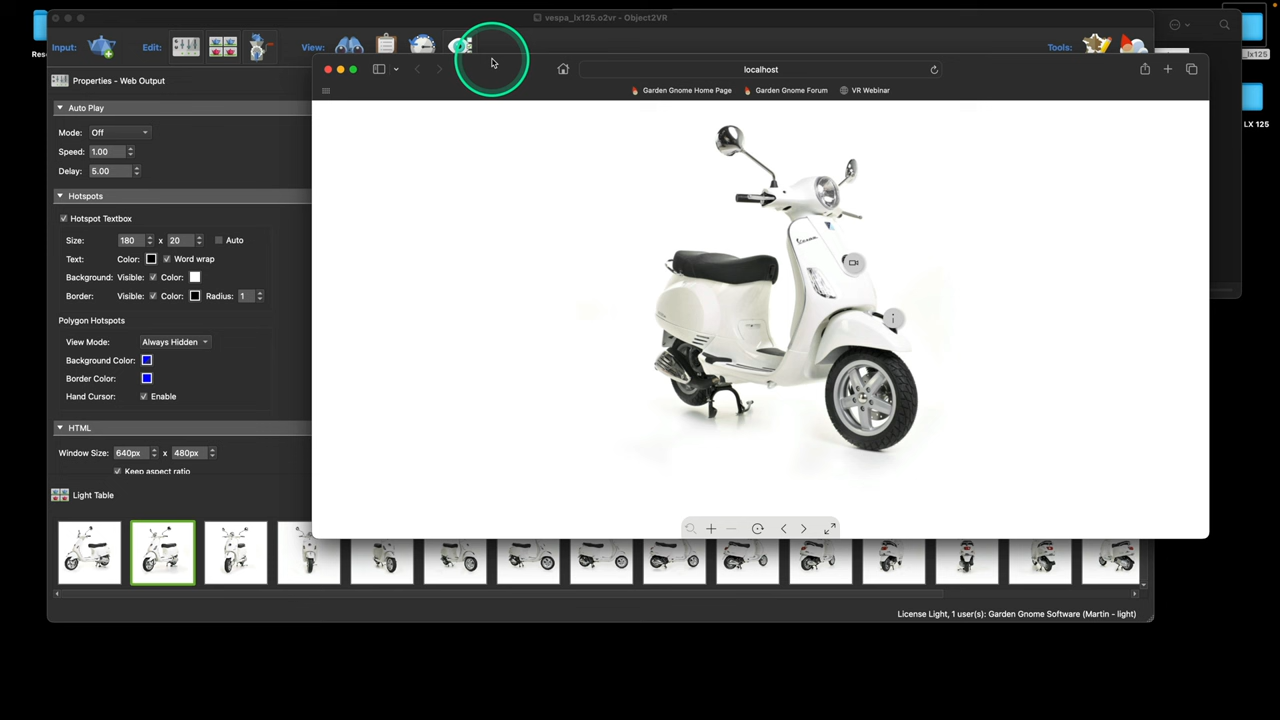 vespa_lx125.o2vr - Object2VR
Input:
Edit:
View:
Tools:
Properties - Web Output
localhost
Garden Gnome Home Page
Garden Gnome Forum
VR Webinar
Auto Play
Mode: Off
Speed: 1.00
Delay: 5.00
Hotspots
Hotspot Textbox
Size: 180 x 20 Auto
Text: Color: Word wrap
Background: Visible: Color:
Border: Visible: Color: Radius: 1
Polygon Hotspots
View Mode: Always Hidden
Background Color:
Border Color:
Hand Cursor: Enable
HTML
Window Size: 640px x 480px
Keep aspect ratio
Light Table
License Light, 1 user(s): Garden Gnome Software (Martin - light)
_lx125
LX 125
Vespa